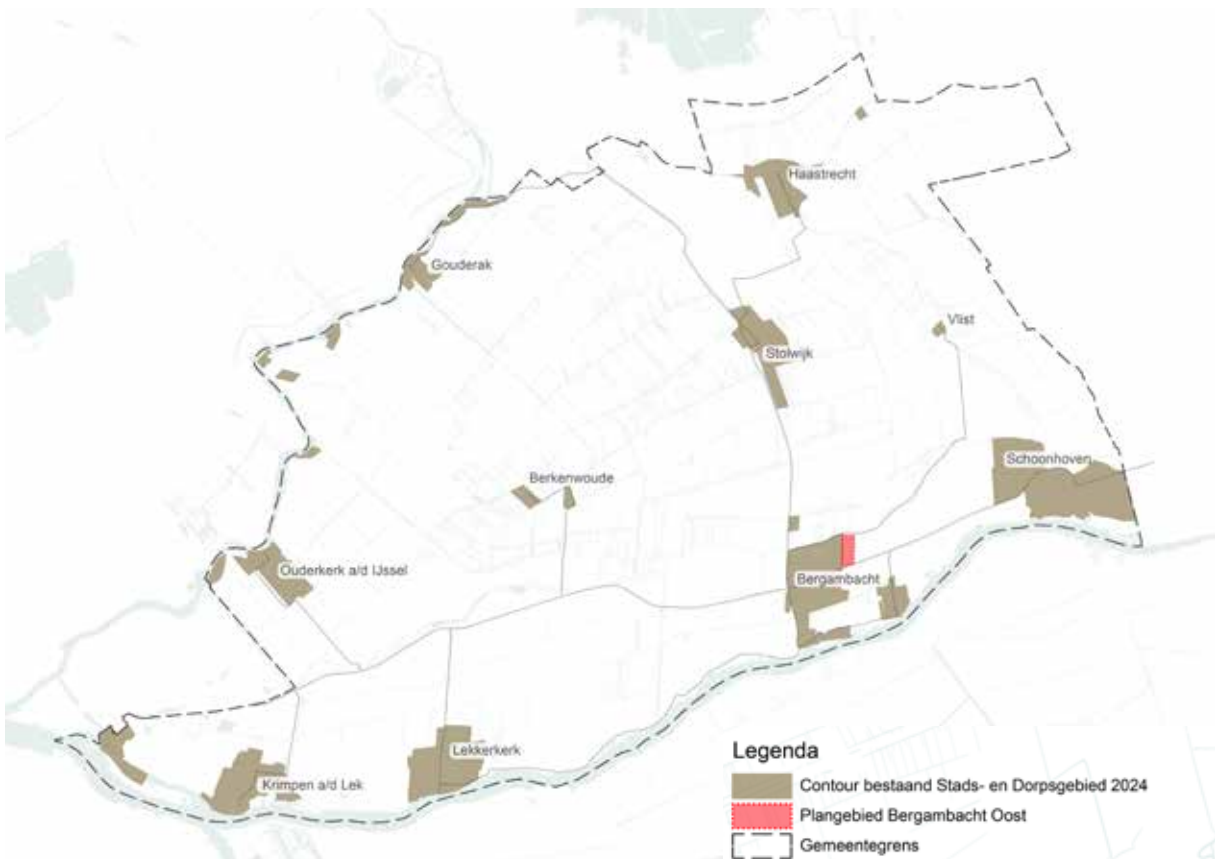 Haastrecht
Gouderak
Vlist
Stolwijk
Schoonhoven
Berkenwoude
Ouderkerk a/d IJssel
Bergambacht
Lekkerkerk
Krimpen a/d Lek
Legenda
Contour bestaand Stads- en Dorpsgebied 2024
Plangebied Bergambacht Oost
Gemeentegrens